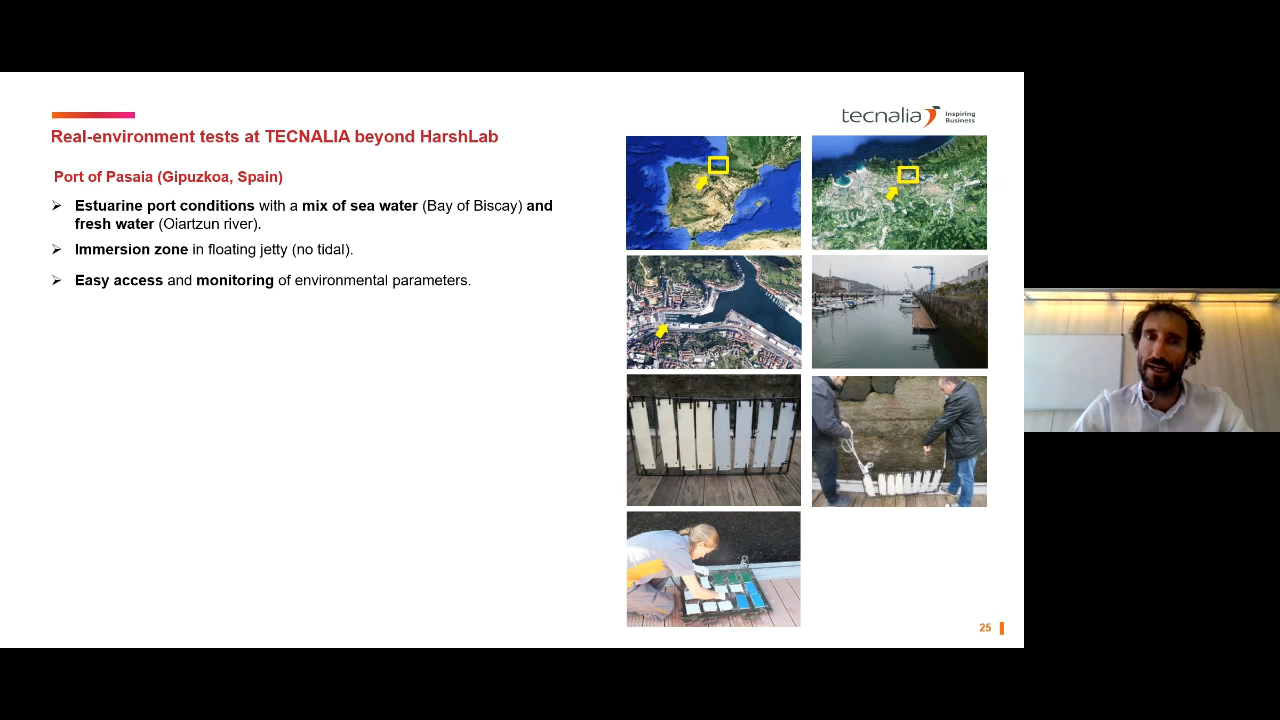 tecnalia Inspiring
Business
Real-environment tests at TECNALIA beyond HarshLab
Port of Pasaia (Gipuzkoa, Spain)
Estuarine port conditions with a mix of sea water (Bay of Biscay) and
fresh water (Oiartzun river).
Immersion zone in floating jetty (no tidal).
Easy access and monitoring of environmental parameters.
25